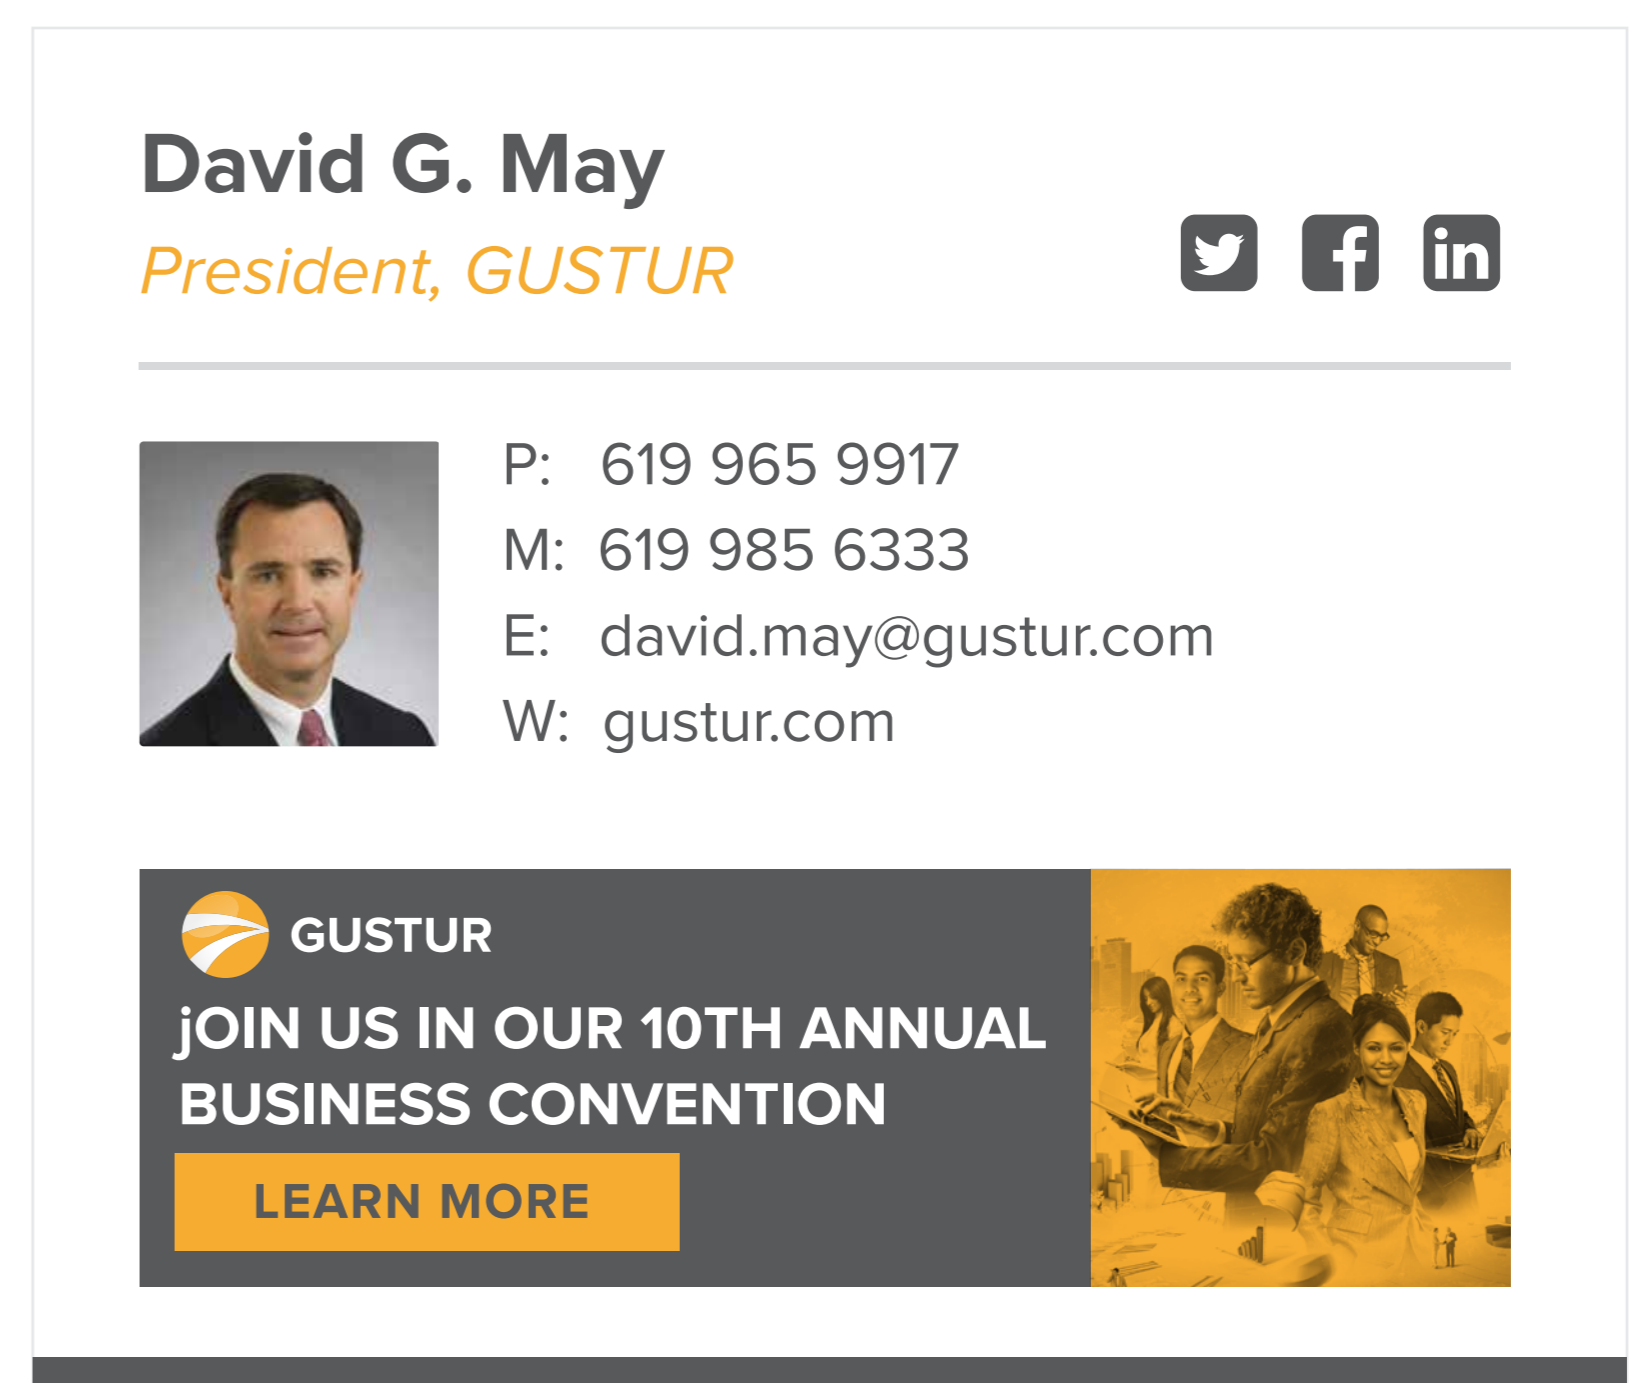 David G. May
President, GUSTUR
P: 619 965 9917
M: 619 985 6333
E: david.may@gustur.com
W: gustur.com
GUSTUR
jOIN US IN OUR 10TH ANNUAL
BUSINESS CONVENTION
LEARN MORE